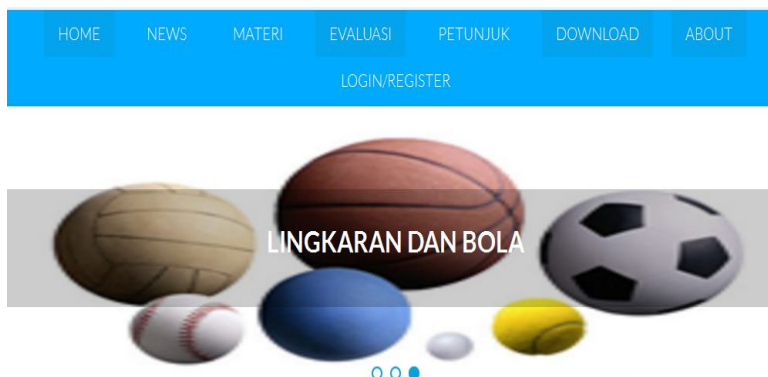 HOME NEWS MATERI EVALUASI PETUNJUK DOWNLOAD ABOUT
LOGIN/REGISTER
LINGKARAN DAN BOLA